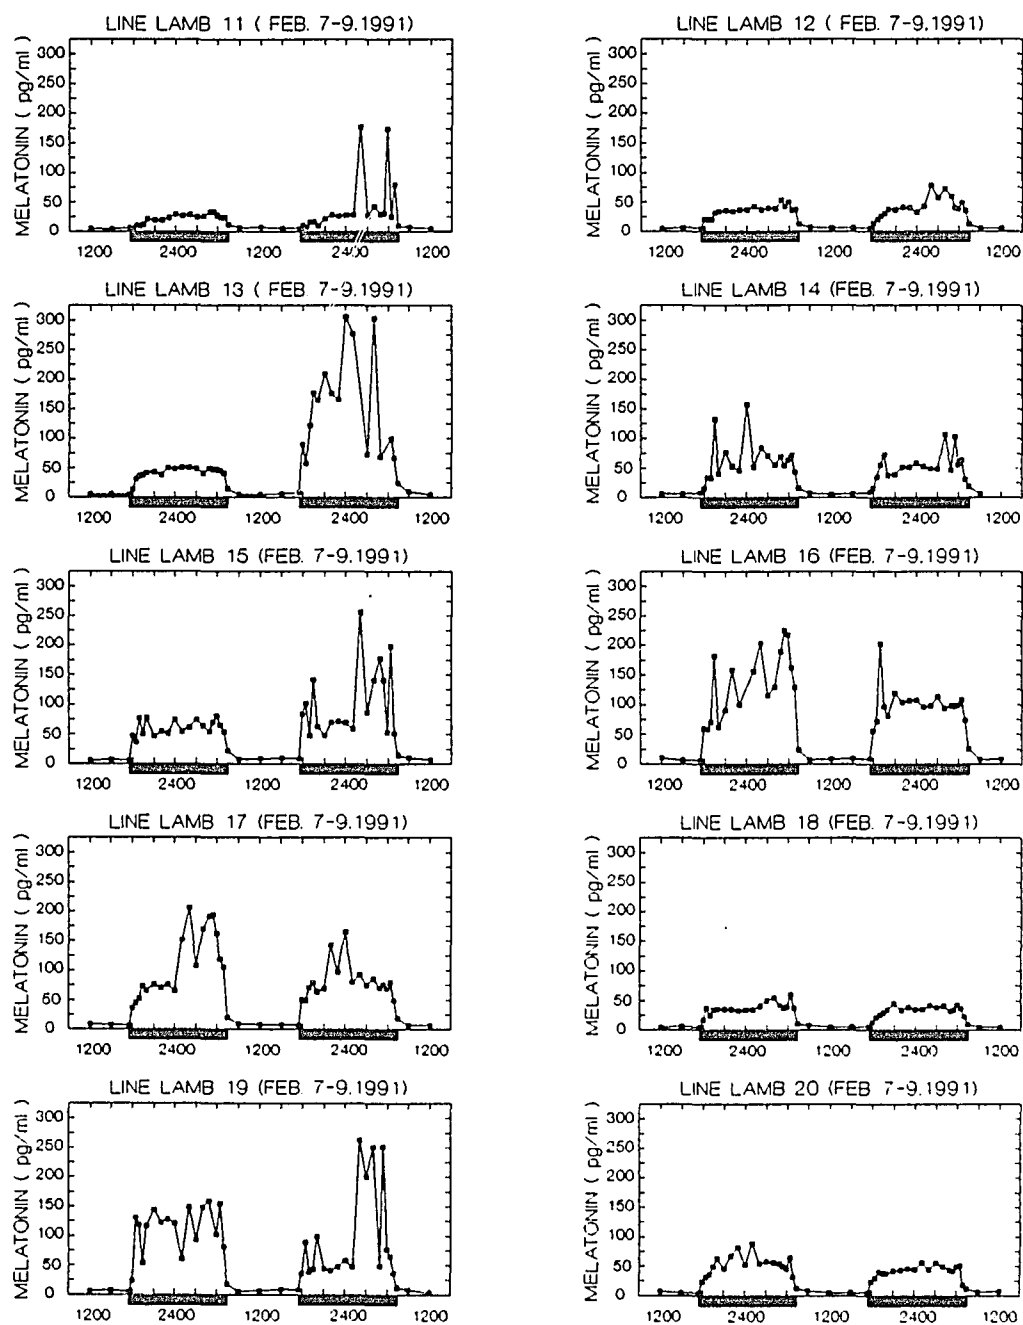 LINE LAMB 11 ( FEB. 7-9.1991)
MELATONIN ( pg/ml )
300
250
200
150
100
50
0
1200 2400 1200 2400 1200
LINE LAMB 12 ( FEB. 7-9.1991)
MELATONIN ( pg/ml )
300
250
200
150
100
50
0
1200 2400 1200 2400 1200
LINE LAMB 13 ( FEB. 7-9.1991)
MELATONIN ( pg/ml )
300
250
200
150
100
50
0
1200 2400 1200 2400 1200
LINE LAMB 14 (FEB. 7-9.1991)
MELATONIN ( pg/ml )
300
250
200
150
100
50
0
1200 2400 1200 2400 1200
LINE LAMB 15 (FEB. 7-9.1991)
MELATONIN ( pg/ml )
300
250
200
150
100
50
0
1200 2400 1200 2400 1200
LINE LAMB 16 (FEB. 7-9.1991)
MELATONIN ( pg/ml )
300
250
200
150
100
50
0
1200 2400 1200 2400 1200
LINE LAMB 17 (FEB. 7-9.1991)
MELATONIN ( pg/ml )
300
250
200
150
100
50
0
1200 2400 1200 2400 1200
LINE LAMB 18 (FEB. 7-9.1991)
MELATONIN ( pg/ml )
300
250
200
150
100
50
0
1200 2400 1200 2400 1200
LINE LAMB 19 (FEB. 7-9.1991)
MELATONIN ( pg/ml )
300
250
200
150
100
50
0
1200 2400 1200 2400 1200
LINE LAMB 20 (FEB. 7-9.1991)
MELATONIN ( pg/ml )
300
250
200
150
100
50
0
1200 2400 1200 2400 1200